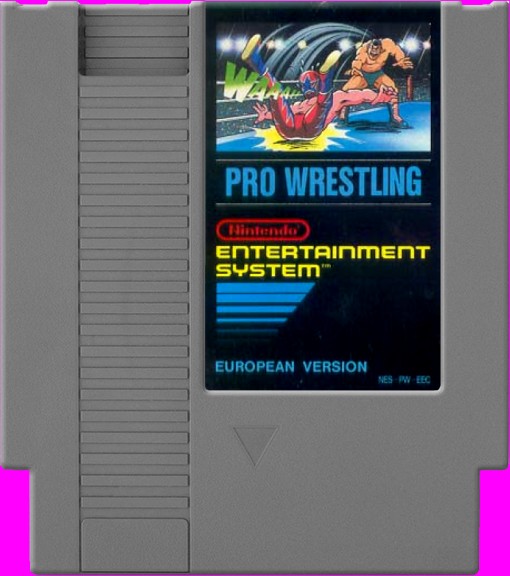 WAAAH
PRO WRESTLING
Nintendo®
ENTERTAINMENT
SYSTEM™
EUROPEAN VERSION
NES-PW-EEC